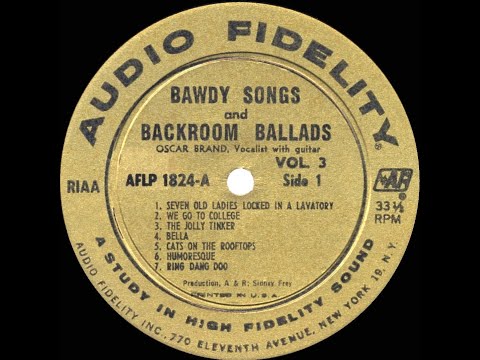 AUDIO FIDELITY®
BAWDY SONGS
and
BACKROOM BALLADS
OSCAR BRAND, Vocalist with guitar
VOL. 3
RIAA
AFLP 1824-A
Side 1
AF
33⅓
RPM
1. SEVEN OLD LADIES LOCKED IN A LAVATORY
2. WE GO TO COLLEGE
3. THE JOLLY TINKER
4. BELLA
5. CATS ON THE ROOFTOPS
6. HUMORESQUE
7. RING DANG DOO
Production, A & R: Sidney Frey
PRINTED IN U.S.A.
A STUDY IN HIGH FIDELITY SOUND
AUDIO FIDELITY INC., 770 ELEVENTH AVENUE, NEW YORK 19, N.Y.